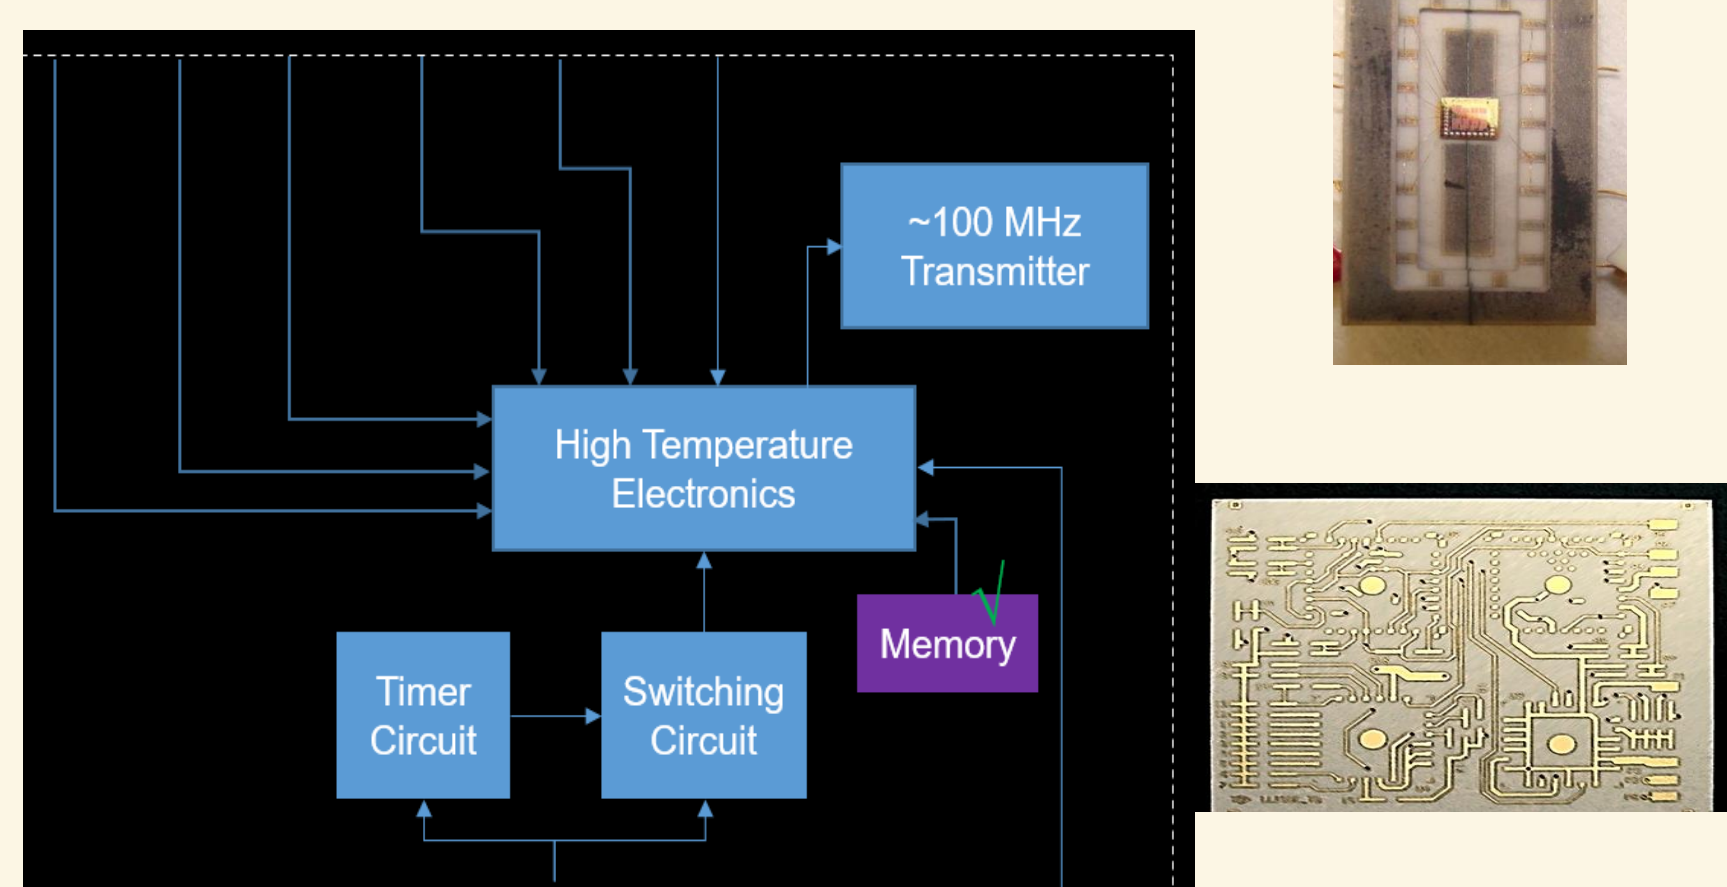 ~100 MHz
Transmitter
High Temperature
Electronics
Memory
Timer
Circuit
Switching
Circuit